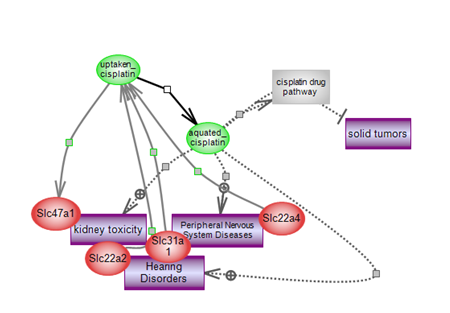 uptaken_
cisplatin
cisplatin drug
pathway
aquated_
cisplatin
solid tumors
Slc47a1
kidney toxicity
Peripheral Nervous
System Diseases
Slc22a4
Slc31a
1
Slc22a2
Hearing
Disorders